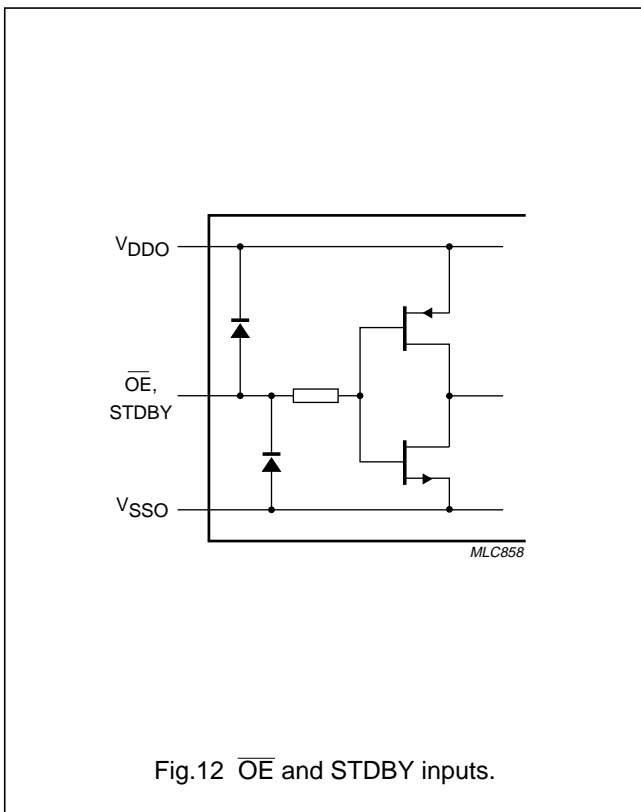 VDDO
OE,
STDBY
VSSO
MLC858
Fig.12 OE and STDBY inputs.